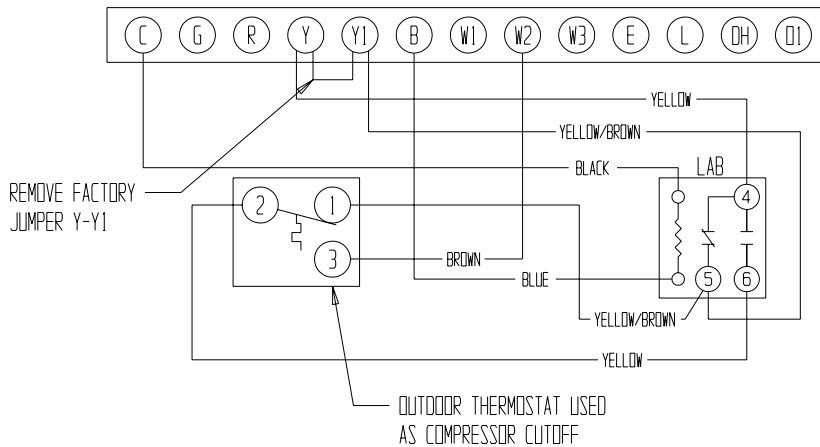 C G R Y Y1 B W1 W2 W3 E L DH O1
YELLOW
YELLOW/BROWN
BLACK
LAB
REMOVE FACTORY
JUMPER Y-Y1
2
1
4
3
BROWN
BLUE
5
6
YELLOW/BROWN
YELLOW
OUTDOOR THERMOSTAT USED
AS COMPRESSOR CUTOFF